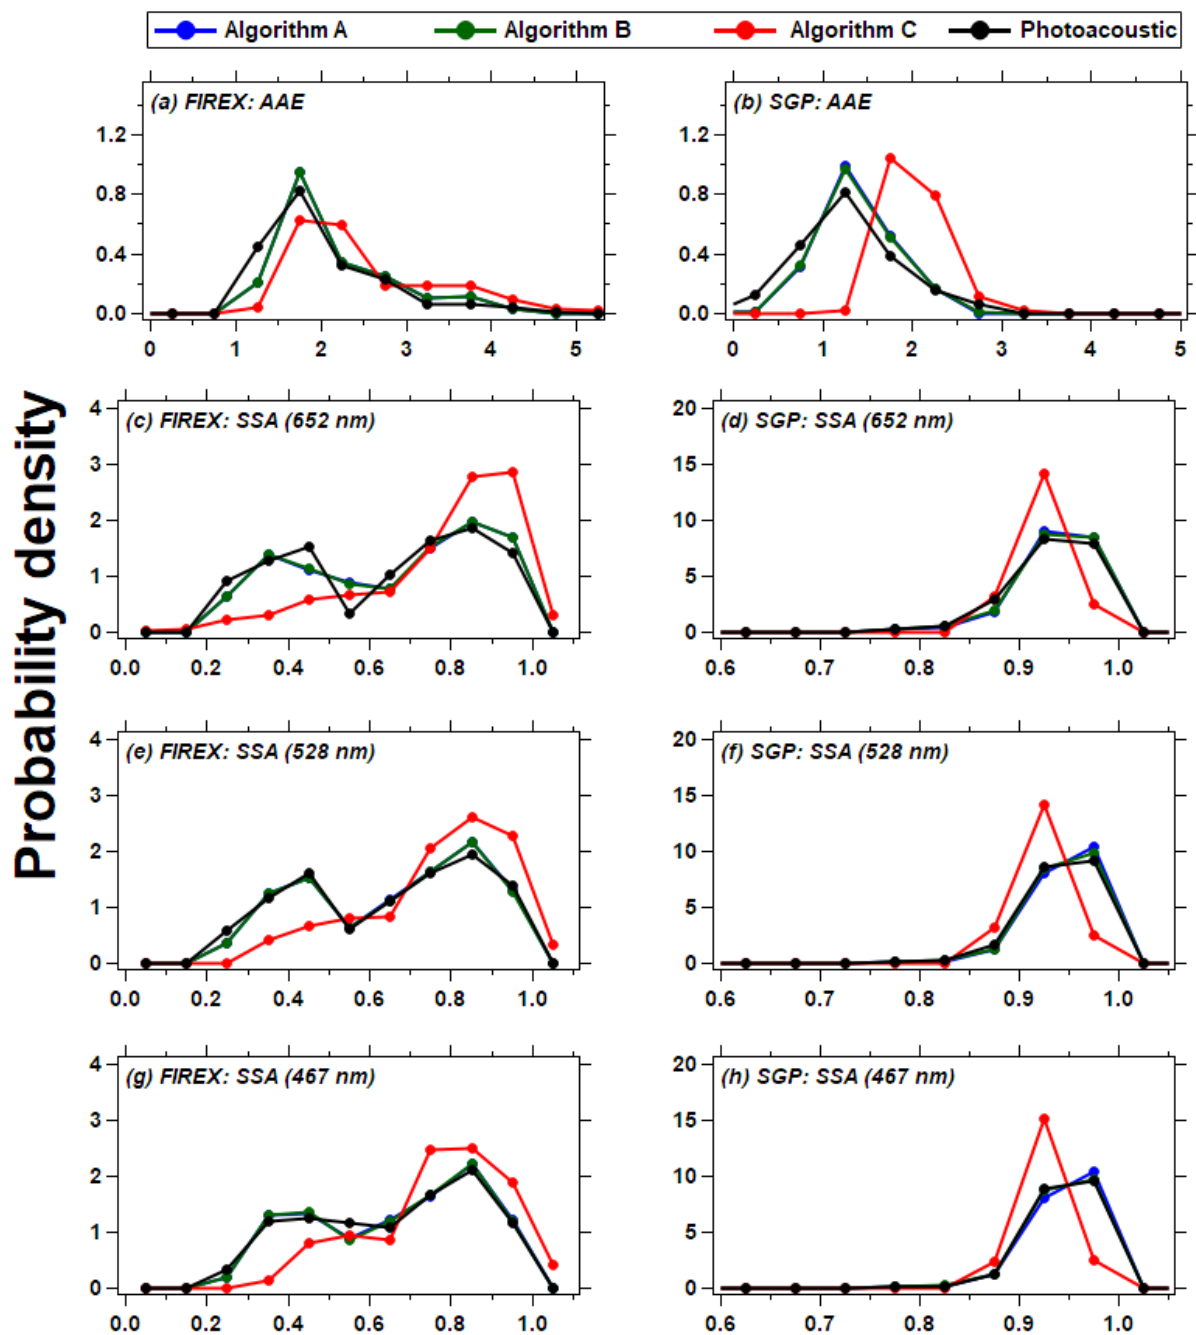 Algorithm A Algorithm B Algorithm C Photoacoustic
Probability density
(a) FIREX: AAE
1.2
0.8
0.4
0.0
0 1 2 3 4 5
(b) SGP: AAE
1.2
0.8
0.4
0.0
0 1 2 3 4 5
(c) FIREX: SSA (652 nm)
4
3
2
1
0
0.0 0.2 0.4 0.6 0.8 1.0
(d) SGP: SSA (652 nm)
20
15
10
5
0
0.6 0.7 0.8 0.9 1.0
(e) FIREX: SSA (528 nm)
4
3
2
1
0
0.0 0.2 0.4 0.6 0.8 1.0
(f) SGP: SSA (528 nm)
20
15
10
5
0
0.6 0.7 0.8 0.9 1.0
(g) FIREX: SSA (467 nm)
4
3
2
1
0
0.0 0.2 0.4 0.6 0.8 1.0
(h) SGP: SSA (467 nm)
20
15
10
5
0
0.6 0.7 0.8 0.9 1.0